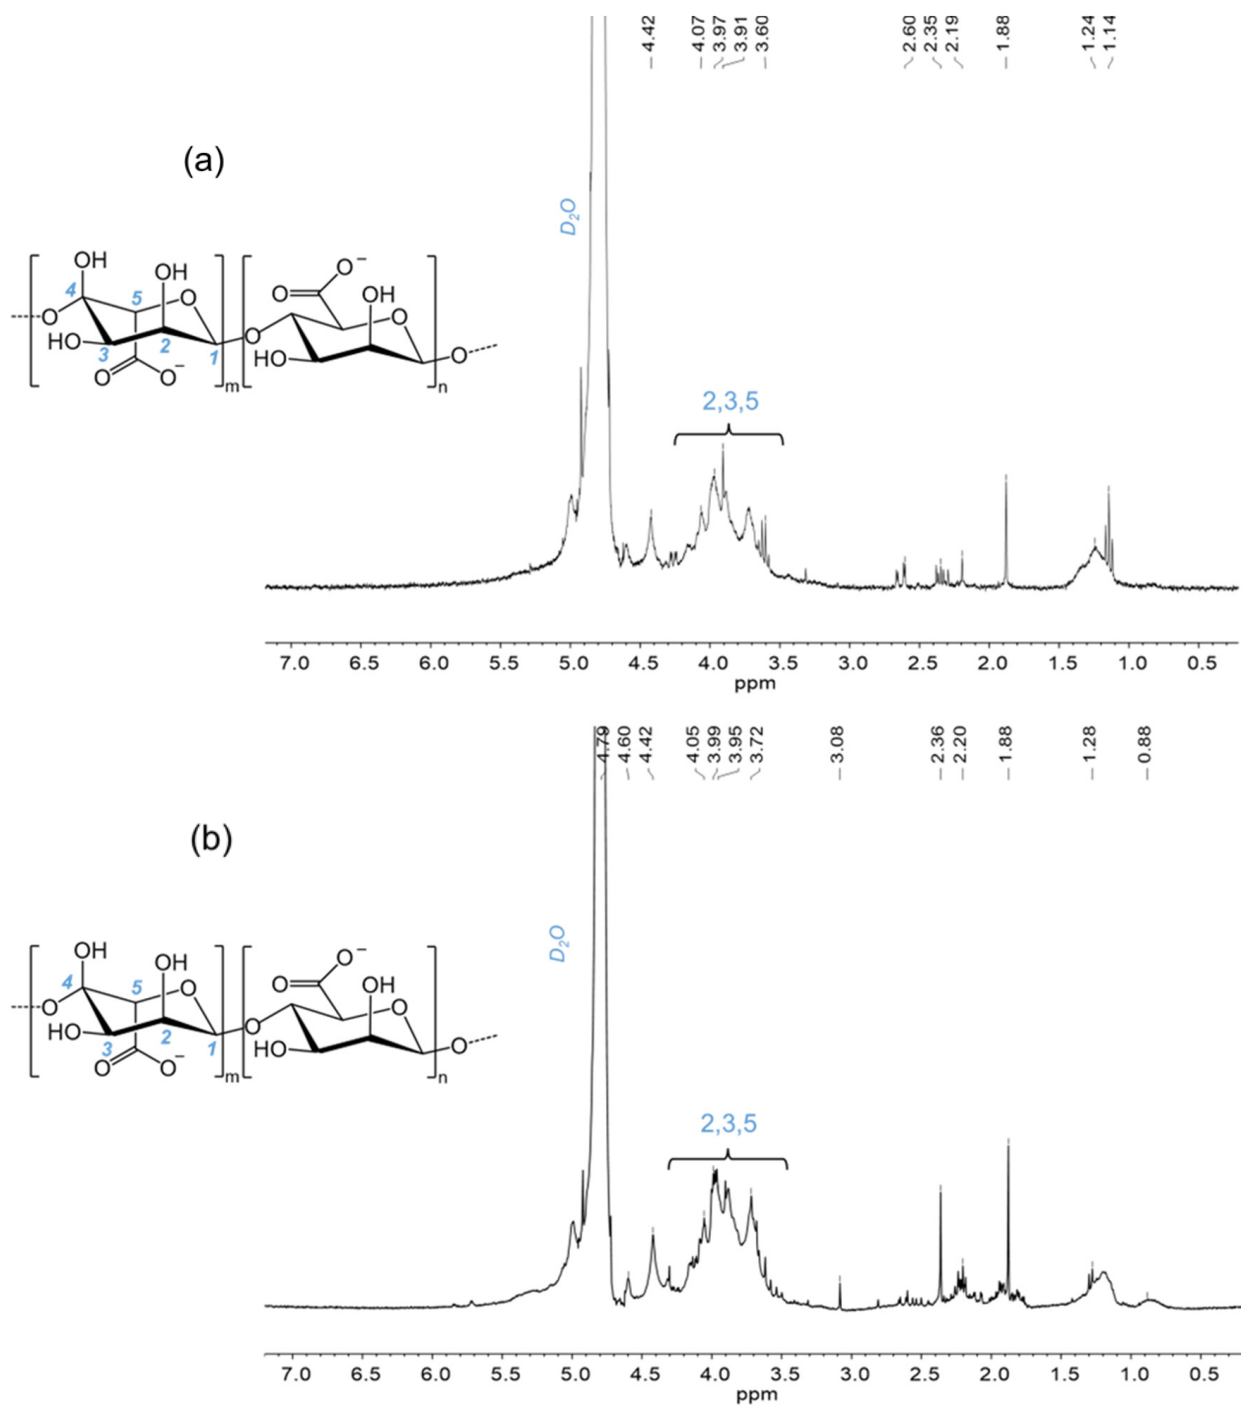 4.42 4.07 3.97 3.91 3.60 2.60 2.35 2.19 1.88 1.24 1.14
(a)
D₂O
OH OH O⁻
4 5 O O OH
O O O
HO 3 2 1 HO O
O O⁻ m n
2,3,5
7.0 6.5 6.0 5.5 5.0 4.5 4.0 3.5 3.0 2.5 2.0 1.5 1.0 0.5
ppm
4.79 4.60 4.42 4.05 3.99 3.95 3.72 3.08 2.36 2.20 1.88 1.28 0.88
(b)
D₂O
OH OH O⁻
4 5 O O OH
O O O
HO 3 2 1 HO O
O O⁻ m n
2,3,5
7.0 6.5 6.0 5.5 5.0 4.5 4.0 3.5 3.0 2.5 2.0 1.5 1.0 0.5
ppm